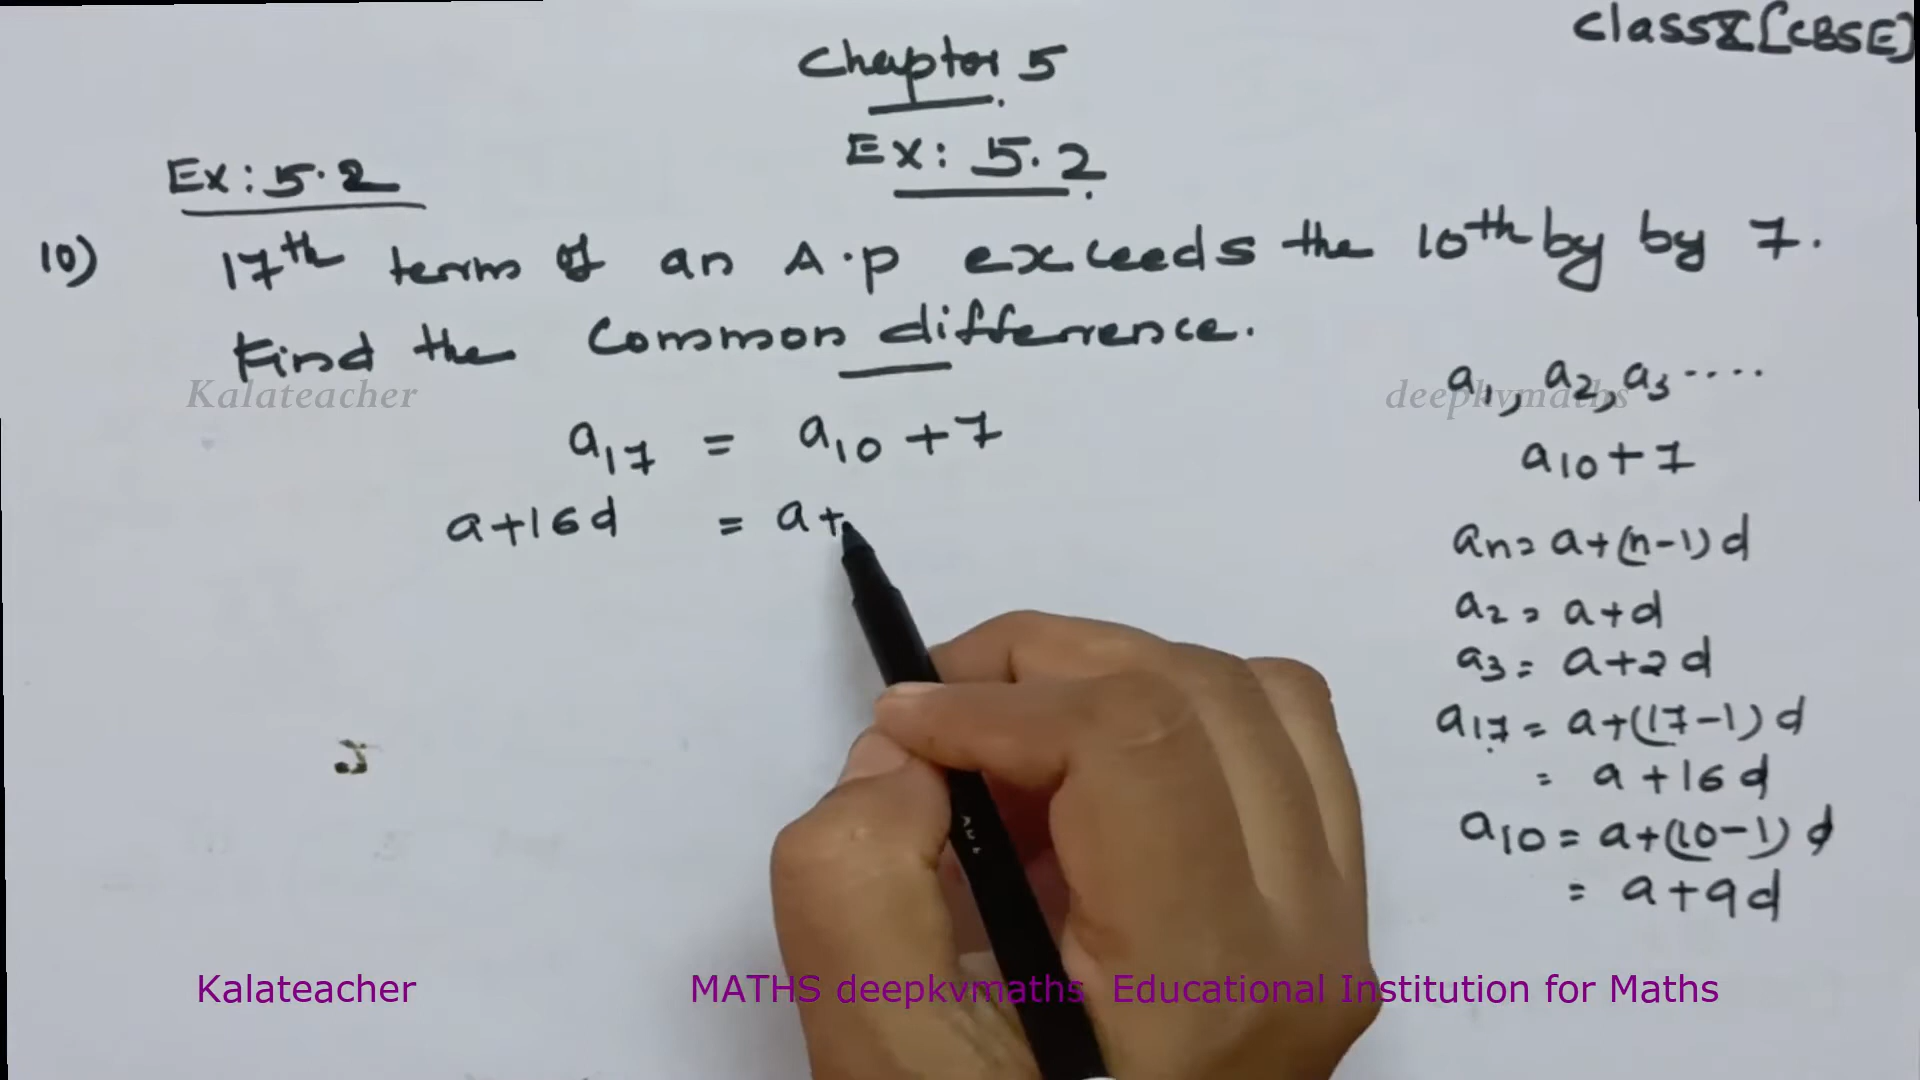 Class X [CBSE]
Chapter 5
Ex: 5.2
Ex: 5.2
10) 17th term of an A.p exceeds the 10th by by 7.
Find the Common difference.
Kalateacher
deepkvmaths
a17 = a10 + 7
a+16d = a+
a1, a2, a3 ....
a10 + 7
an = a+(n-1)d
a2 = a+d
a3 = a+2d
a17 = a+(17-1)d
= a+16d
a10 = a+(10-1)d
= a+9d
Kalateacher
MATHS deepkvmaths Educational Institution for Maths